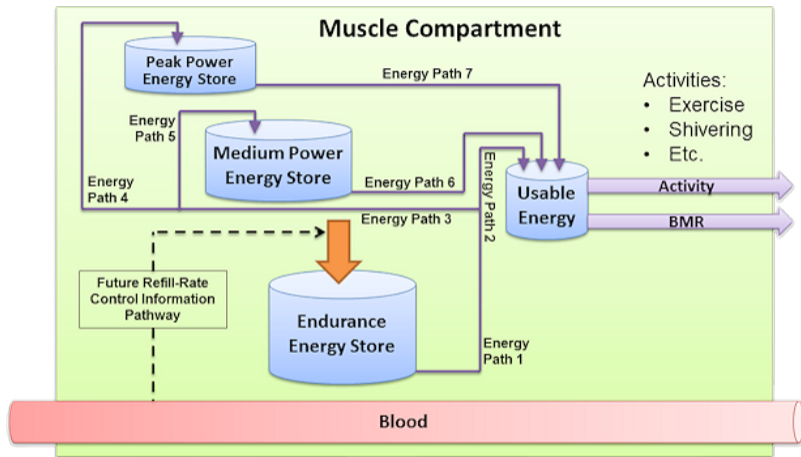 Muscle Compartment
Peak Power
Energy Store
Energy Path 7
Activities:
• Exercise
• Shivering
• Etc.
Energy
Path 5
Medium Power
Energy Store
Energy Path 6
Energy Path 2
Usable
Energy
Activity
BMR
Energy
Path 4
Energy Path 3
Future Refill-Rate
Control Information
Pathway
Endurance
Energy Store
Energy
Path 1
Blood